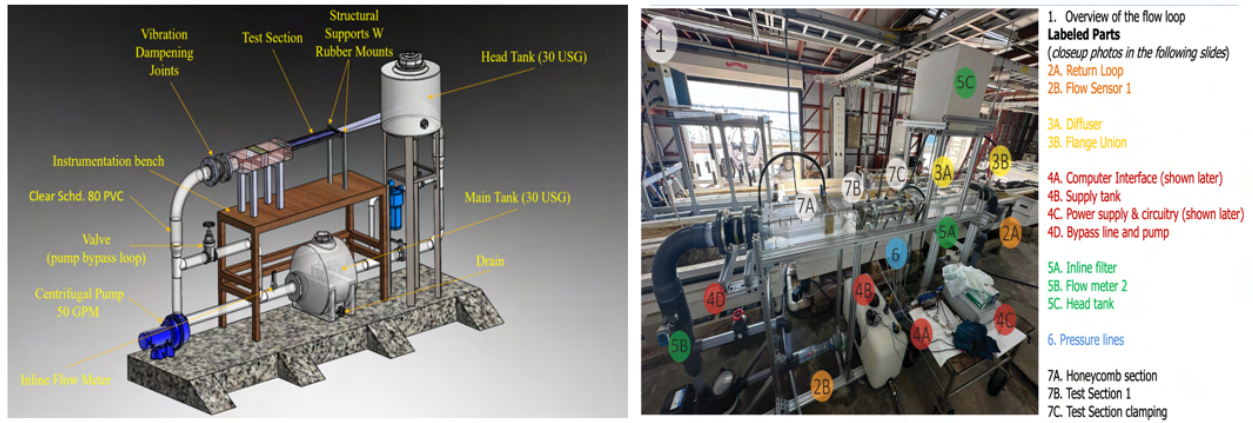 Structural
Supports W
Rubber Mounts
Vibration
Dampening
Joints
Test Section
Head Tank (30 USG)
Instrumentation bench
Clear Schd. 80 PVC
Main Tank (30 USG)
Valve
(pump bypass loop)
Drain
Centrifugal Pump
50 GPM
Inline Flow Meter
1
5C
3A
3B
7C
7B
7A
5A
2A
6
4D
4B
4A
4C
5B
2B
1. Overview of the flow loop
Labeled Parts
(closeup photos in the following slides)
2A. Return Loop
2B. Flow Sensor 1
3A. Diffuser
3B. Flange Union
4A. Computer Interface (shown later)
4B. Supply tank
4C. Power supply & circuitry (shown later)
4D. Bypass line and pump
5A. Inline filter
5B. Flow meter 2
5C. Head tank
6. Pressure lines
7A. Honeycomb section
7B. Test Section 1
7C. Test Section clamping